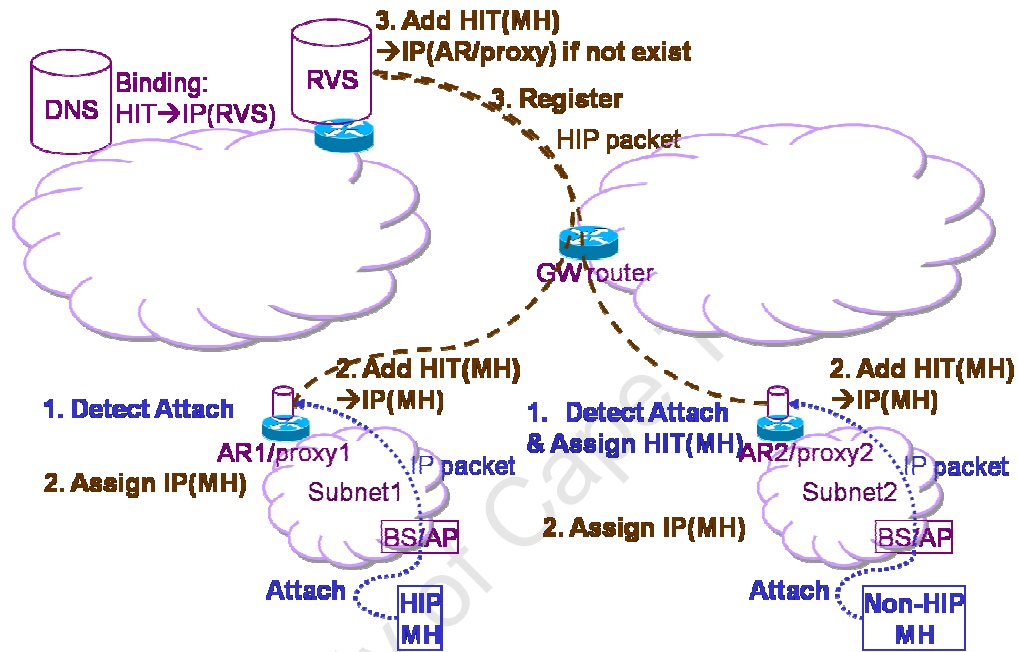 3. Add HIT(MH)
→IP(AR/proxy) if not exist
RVS
DNS
Binding:
HIT→IP(RVS)
3. Register
HIP packet
GW router
2. Add HIT(MH)
→IP(MH)
1. Detect Attach
AR1/proxy1
IP packet
2. Assign IP(MH)
Subnet1
BS/AP
Attach
HIP
MH
2. Add HIT(MH)
→IP(MH)
1. Detect Attach
& Assign HIT(MH)
AR2/proxy2
IP packet
Subnet2
2. Assign IP(MH)
BS/AP
Attach
Non-HIP
MH
of Cape